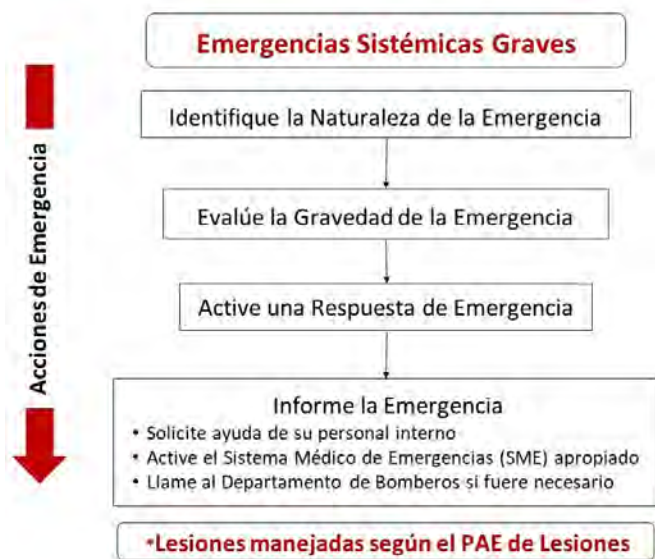 Emergencias Sistémicas Graves
Acciones de Emergencia
Identifique la Naturaleza de la Emergencia
Evalúe la Gravedad de la Emergencia
Active una Respuesta de Emergencia
Informe la Emergencia
• Solicite ayuda de su personal interno
• Active el Sistema Médico de Emergencias (SME) apropiado
• Llame al Departamento de Bomberos si fuere necesario
*Lesiones manejadas según el PAE de Lesiones